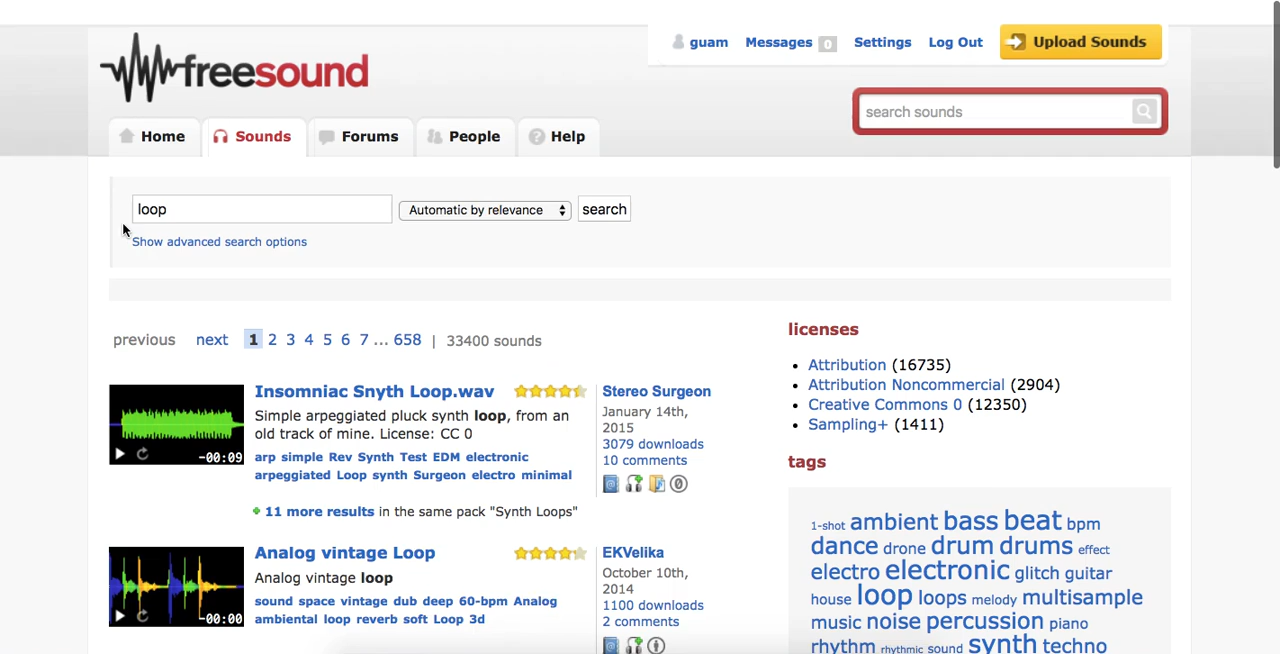 guam Messages 0 Settings Log Out Upload Sounds
freesound
search sounds
Home Sounds Forums People Help
loop Automatic by relevance search
Show advanced search options
previous next 1 2 3 4 5 6 7 ... 658 | 33400 sounds
Insomniac Snyth Loop.wav
Simple arpeggiated pluck synth loop, from an
old track of mine. License: CC 0
arp simple Rev Synth Test EDM electronic
arpeggiated Loop synth Surgeon electro minimal
-00:09
Stereo Surgeon
January 14th,
2015
3079 downloads
10 comments
11 more results in the same pack "Synth Loops"
Analog vintage Loop
Analog vintage loop
sound space vintage dub deep 60-bpm Analog
ambiental loop reverb soft Loop 3d
-00:00
EKVelika
October 10th,
2014
1100 downloads
2 comments
licenses
Attribution (16735)
Attribution Noncommercial (2904)
Creative Commons 0 (12350)
Sampling+ (1411)
tags
1-shot ambient bass beat bpm
dance drone drum drums effect
electro electronic glitch guitar
house loop loops melody multisample
music noise percussion piano
rhythm rhythmic sound synth techno